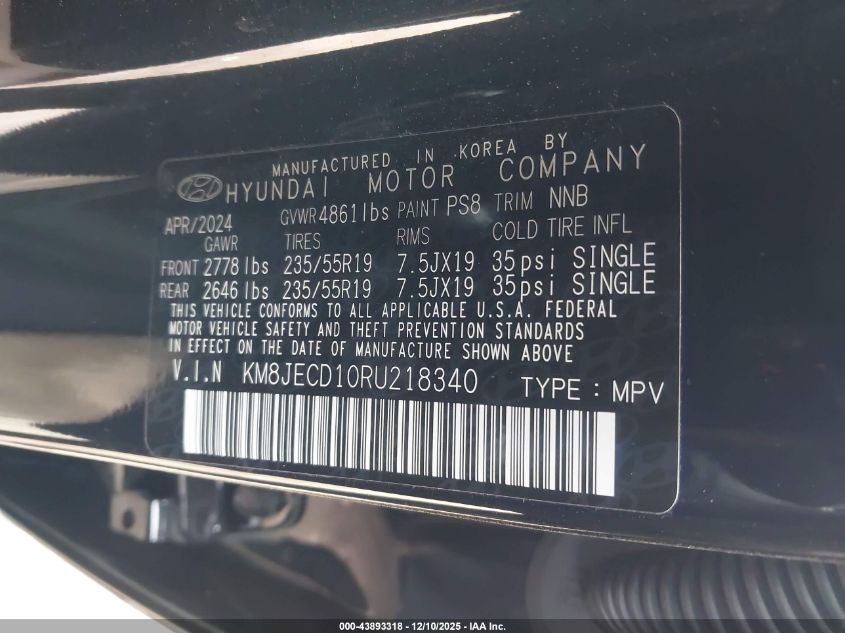 MANUFACTURED IN KOREA BY
HYUNDAI MOTOR COMPANY
APR/2024 GVWR 4861lbs PAINT PS8 TRIM NNB
GAWR TIRES RIMS COLD TIRE INFL
FRONT 2778 lbs 235/55R19 7.5JX19 35psi SINGLE
REAR 2646 lbs 235/55R19 7.5JX19 35psi SINGLE
THIS VEHICLE CONFORMS TO ALL APPLICABLE U.S.A. FEDERAL
MOTOR VEHICLE SAFETY AND THEFT PREVENTION STANDARDS
IN EFFECT ON THE DATE OF MANUFACTURE SHOWN ABOVE
V.I.N KM8JECD10RU218340 TYPE : MPV
000-43893318 - 12/10/2025 - IAA Inc.